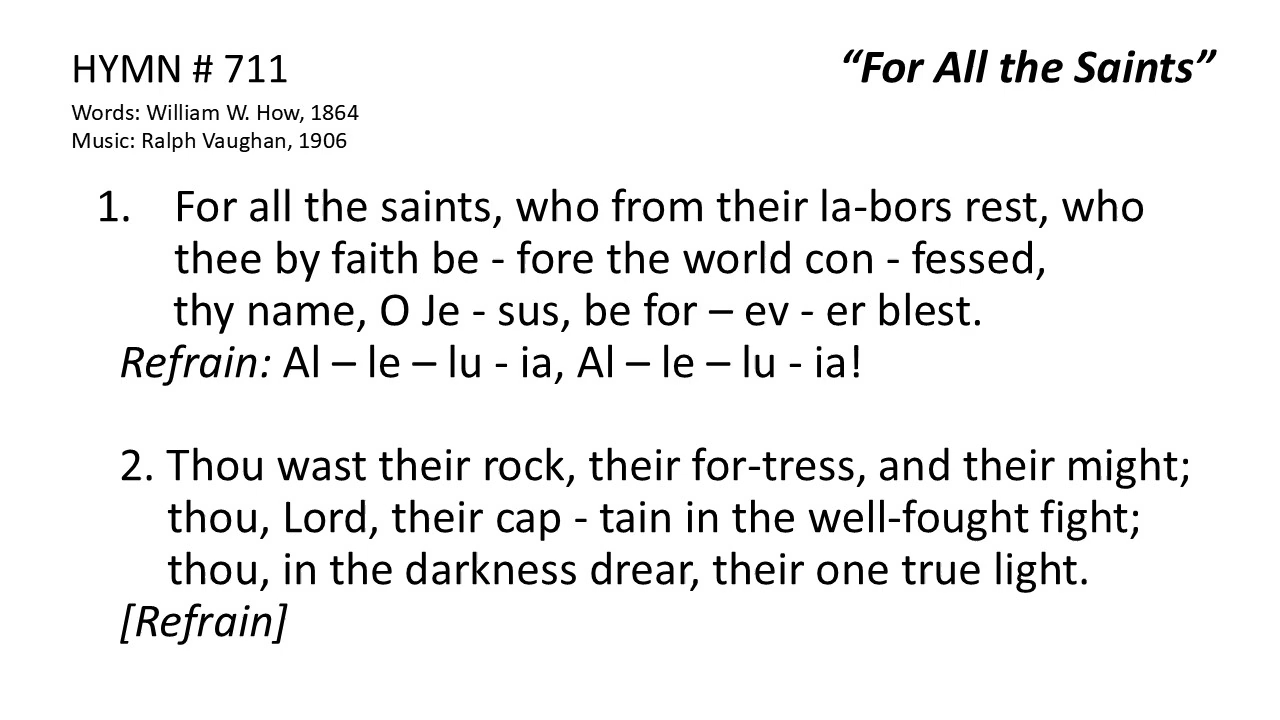 HYMN # 711
“For All the Saints”
Words: William W. How, 1864
Music: Ralph Vaughan, 1906
1. For all the saints, who from their la-bors rest, who
thee by faith be - fore the world con - fessed,
thy name, O Je - sus, be for – ev - er blest.
Refrain: Al – le – lu - ia, Al – le – lu - ia!
2. Thou wast their rock, their for-tress, and their might;
thou, Lord, their cap - tain in the well-fought fight;
thou, in the darkness drear, their one true light.
[Refrain]